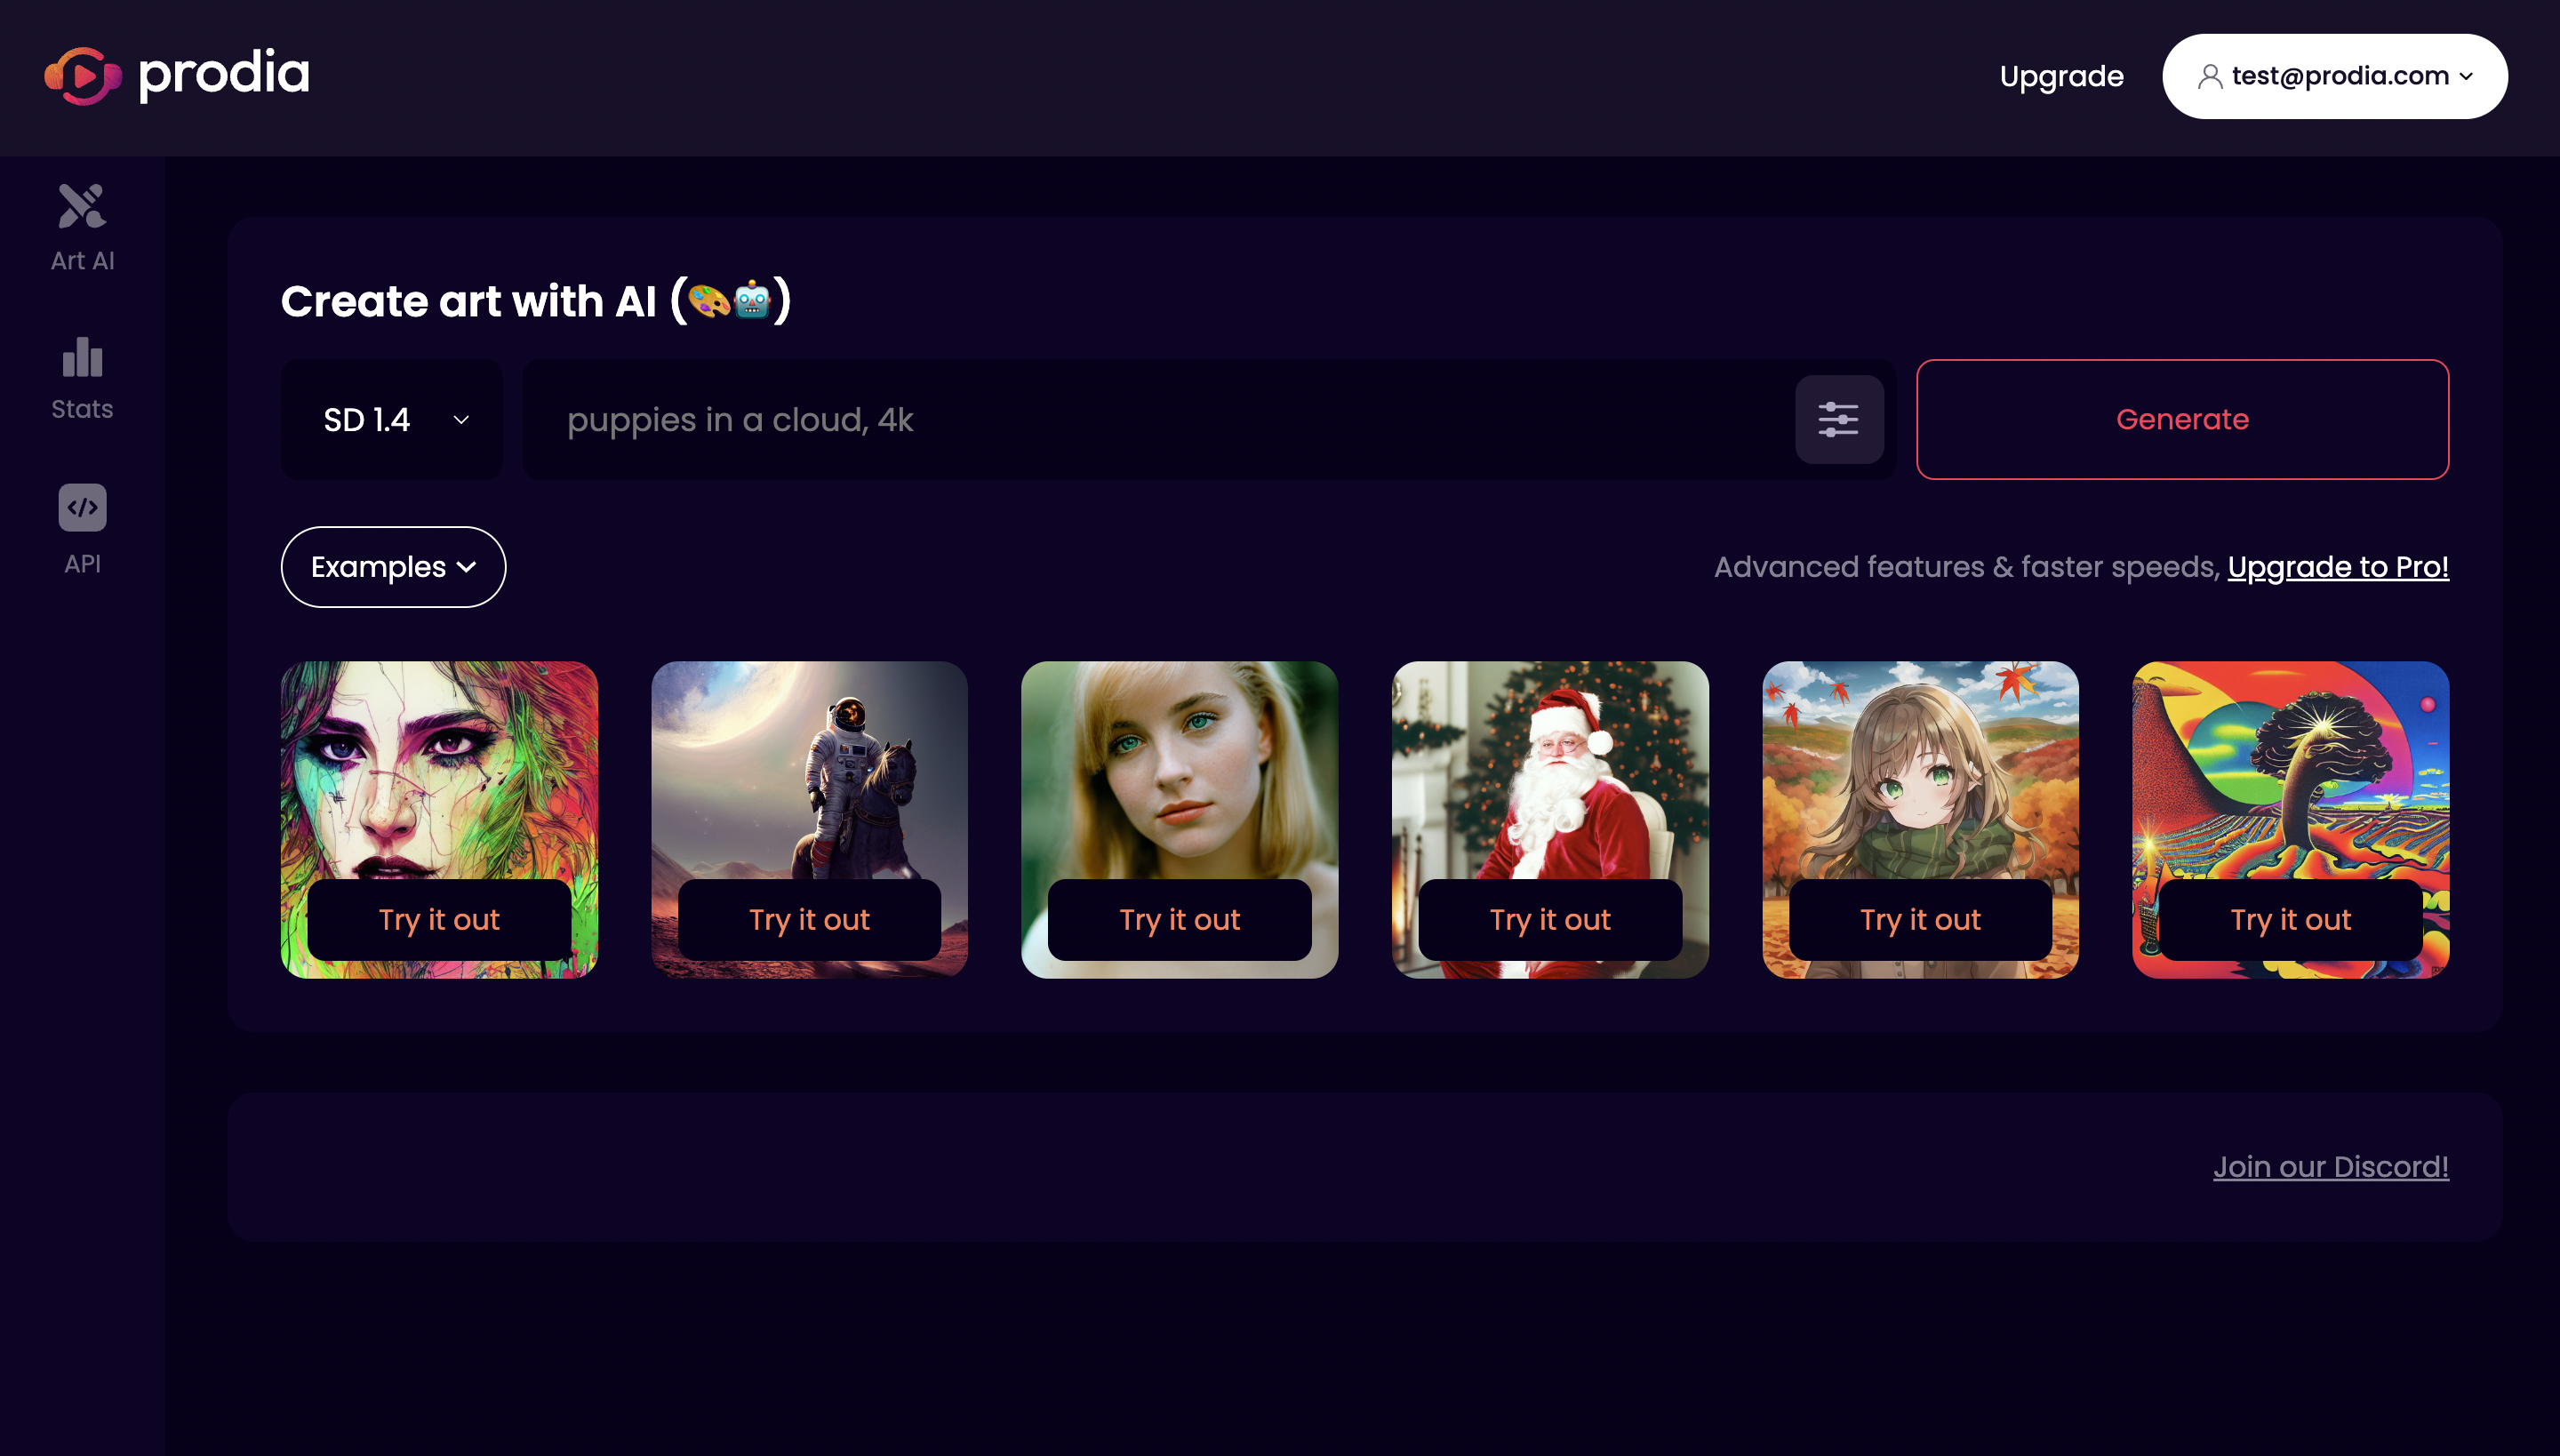 prodia
Upgrade
test@prodia.com
Art AI
Stats
API
Create art with AI (🎨🤖)
SD 1.4
puppies in a cloud, 4k
Generate
Examples
Advanced features & faster speeds, Upgrade to Pro!
Try it out
Try it out
Try it out
Try it out
Try it out
Try it out
Join our Discord!